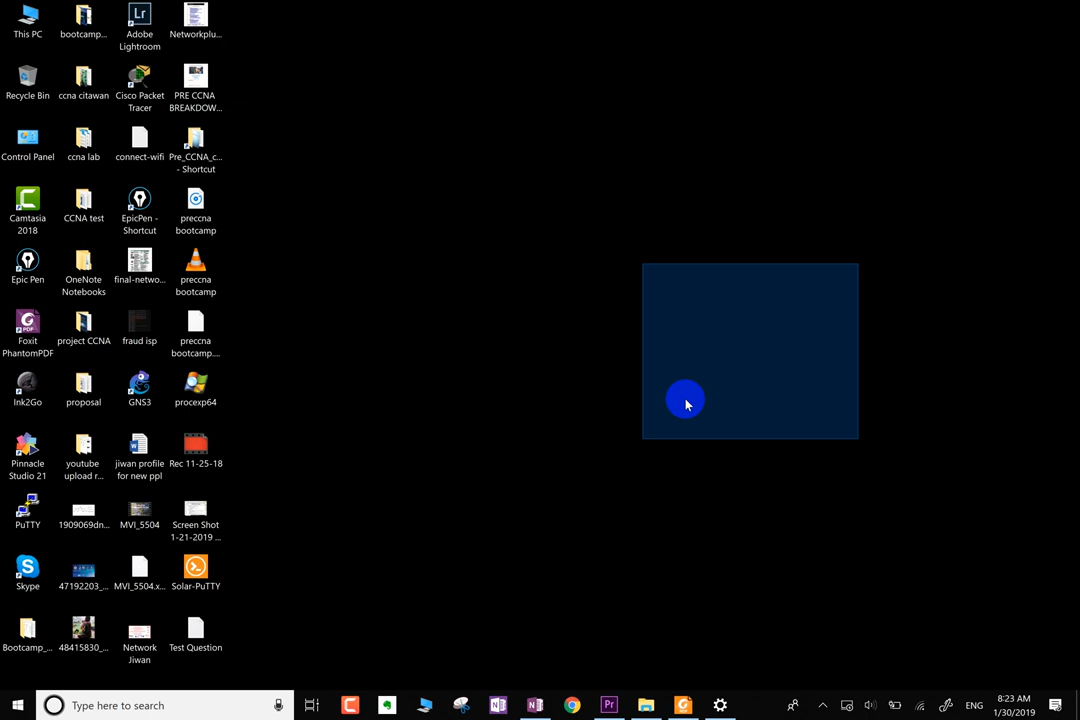 This PC
bootcamp...
Adobe
Lightroom
Networkplu...
Recycle Bin
ccna citawan
Cisco Packet
Tracer
PRE CCNA
BREAKDOW...
Control Panel
ccna lab
connect-wifi
Pre_CCNA_c...
- Shortcut
Camtasia
2018
CCNA test
EpicPen -
Shortcut
preccna
bootcamp
Epic Pen
OneNote
Notebooks
final-netwo...
preccna
bootcamp
Foxit
PhantomPDF
project CCNA
fraud isp
preccna
bootcamp....
Ink2Go
proposal
GNS3
procexp64
Pinnacle
Studio 21
youtube
upload r...
jiwan profile
for new ppl
Rec 11-25-18
PuTTY
1909069dn...
MVI_5504
Screen Shot
1-21-2019 ...
Skype
47192203_...
MVI_5504.x...
Solar-PuTTY
Bootcamp_...
48415830_...
Network
Jiwan
Test Question
Type here to search
ENG
8:23 AM
1/30/2019